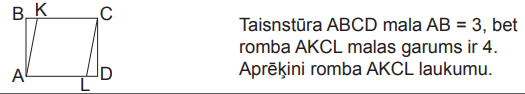 B K C
A D
L
Taisnstūra ABCD mala AB = 3, bet
romba AKCL malas garums ir 4.
Aprēķini romba AKCL laukumu.